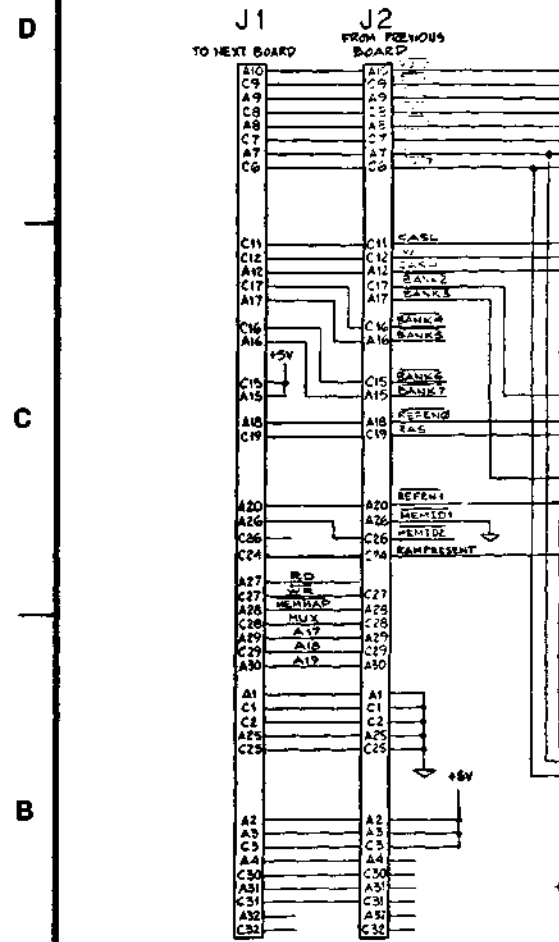 D
J1 J2
TO NEXT BOARD FROM PREVIOUS BOARD
A10 A10
C9 C9
A9 A9
C8 C8
A8 A8
C7 C7
A7 A7
C6 C6
C11 C11 CASL
C12 C12 W
A12 A12
C17 C17 BANK2
A17 A17 BANK3
C16 C16 BANK4
A16 A16 BANK5
+5V
C15 C15 BANK6
A15 A15 BANK7
C
A18 A18 REFEN0
C19 C19 RAS
A20 A20 REFEN1
A26 A26 MEMID1
C26 C26 MEMID2
C24 C24 RAMPRESENT
A27 RD
C27 WR C27
A28 MEMMAP A28
C28 MUX C28
A29 A17 A29
C29 A18 C29
A30 A19 A30
A1 A1
C1 C1
C2 C2
A25 A25
C25 C25
+5V
B
A2 A2
A3 A3
C3 C3
A4 A4
C30 C30
A31 A31
C31 C31
A32 A32
C32 C32